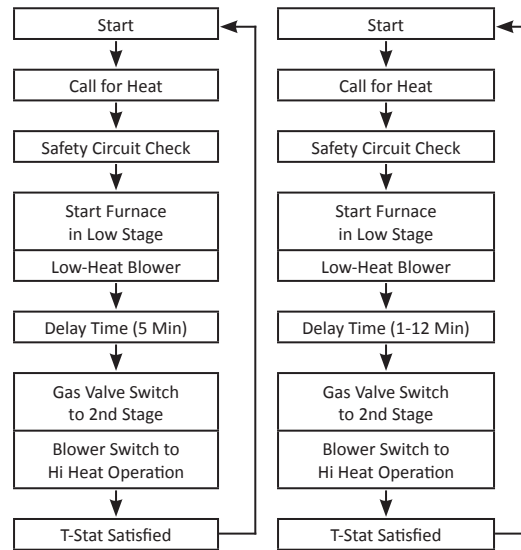 Start
Call for Heat
Safety Circuit Check
Start Furnace
in Low Stage
Low-Heat Blower
Delay Time (5 Min)
Gas Valve Switch
to 2nd Stage
Blower Switch to
Hi Heat Operation
T-Stat Satisfied
Start
Call for Heat
Safety Circuit Check
Start Furnace
in Low Stage
Low-Heat Blower
Delay Time (1-12 Min)
Gas Valve Switch
to 2nd Stage
Blower Switch to
Hi Heat Operation
T-Stat Satisfied